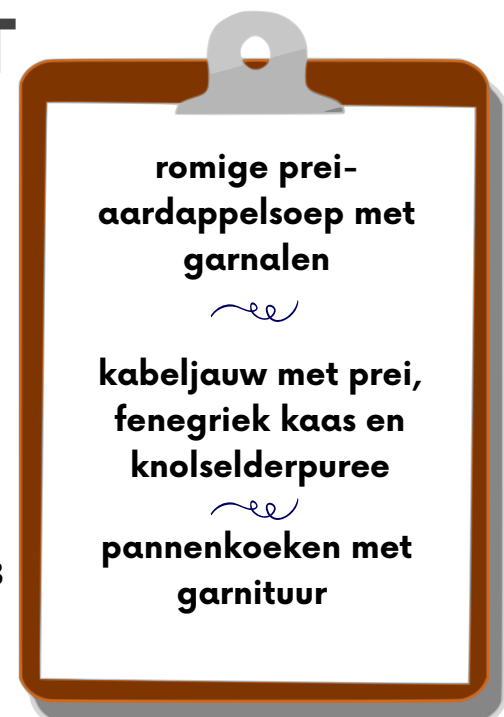 romige prei-
aardappelsoep met
garnalen
kabeljauw met prei,
fenegriek kaas en
knolselderpuree
pannenkoeken met
garnituur